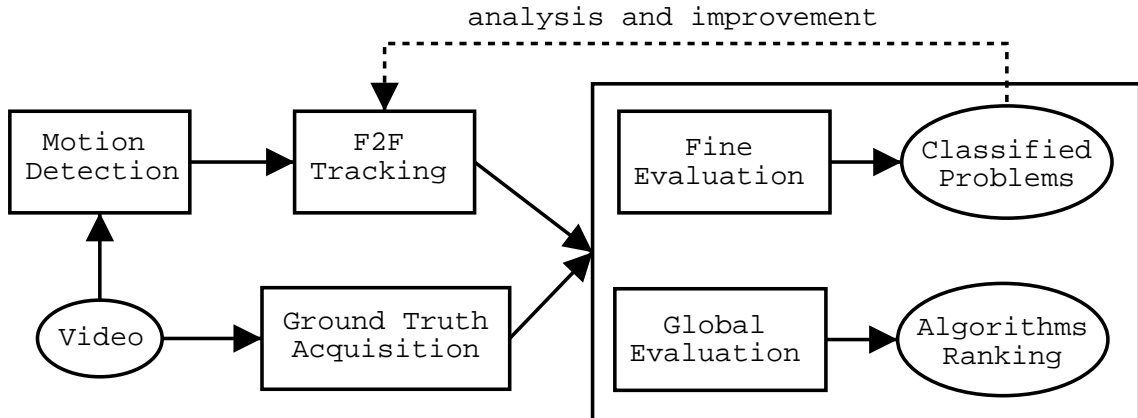 analysis and improvement
Motion
Detection
F2F
Tracking
Fine
Evaluation
Classified
Problems
Video
Ground Truth
Acquisition
Global
Evaluation
Algorithms
Ranking